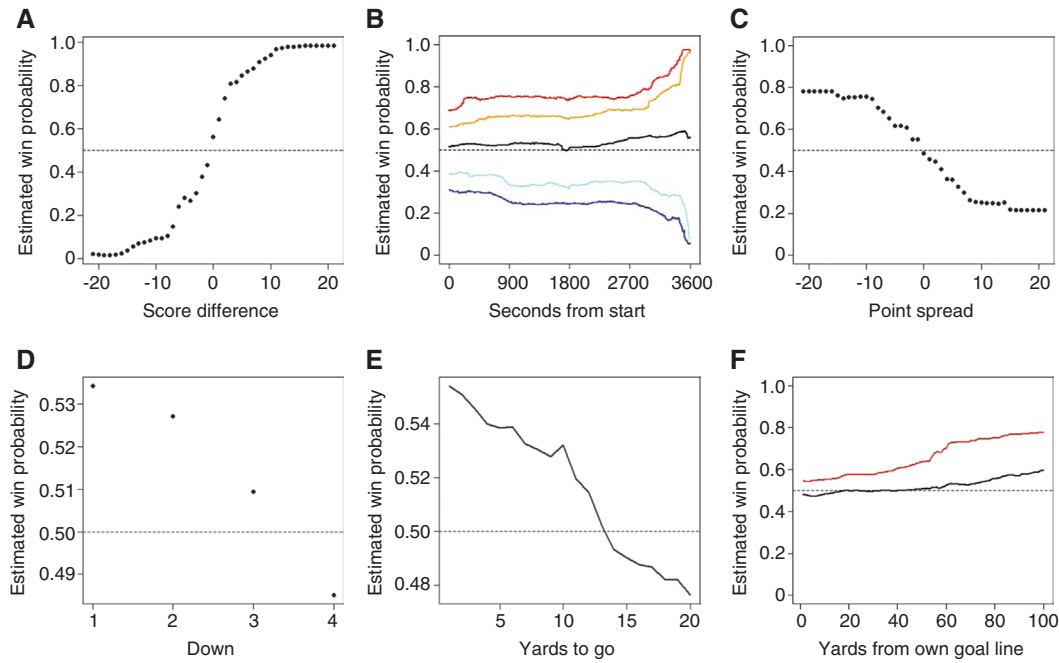 A
Estimated win probability
1.0
0.8
0.6
0.4
0.2
0
-20 -10 0 10 20
Score difference
B
Estimated win probability
1.0
0.8
0.6
0.4
0.2
0
0 900 1800 2700 3600
Seconds from start
C
Estimated win probability
1.0
0.8
0.6
0.4
0.2
0
-20 -10 0 10 20
Point spread
D
Estimated win probability
0.53
0.52
0.51
0.50
0.49
1 2 3 4
Down
E
Estimated win probability
0.54
0.52
0.50
0.48
5 10 15 20
Yards to go
F
Estimated win probability
1.0
0.8
0.6
0.4
0.2
0
0 20 40 60 80 100
Yards from own goal line